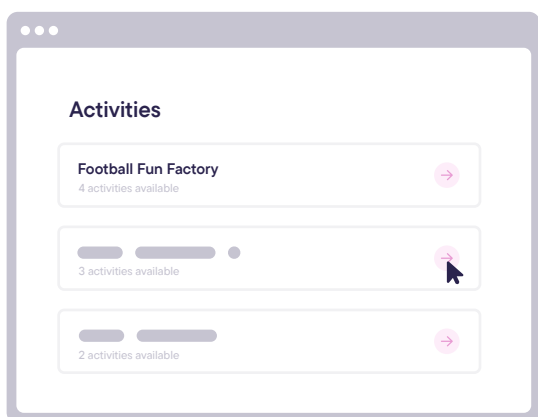 Activities
Football Fun Factory
4 activities available
3 activities available
2 activities available